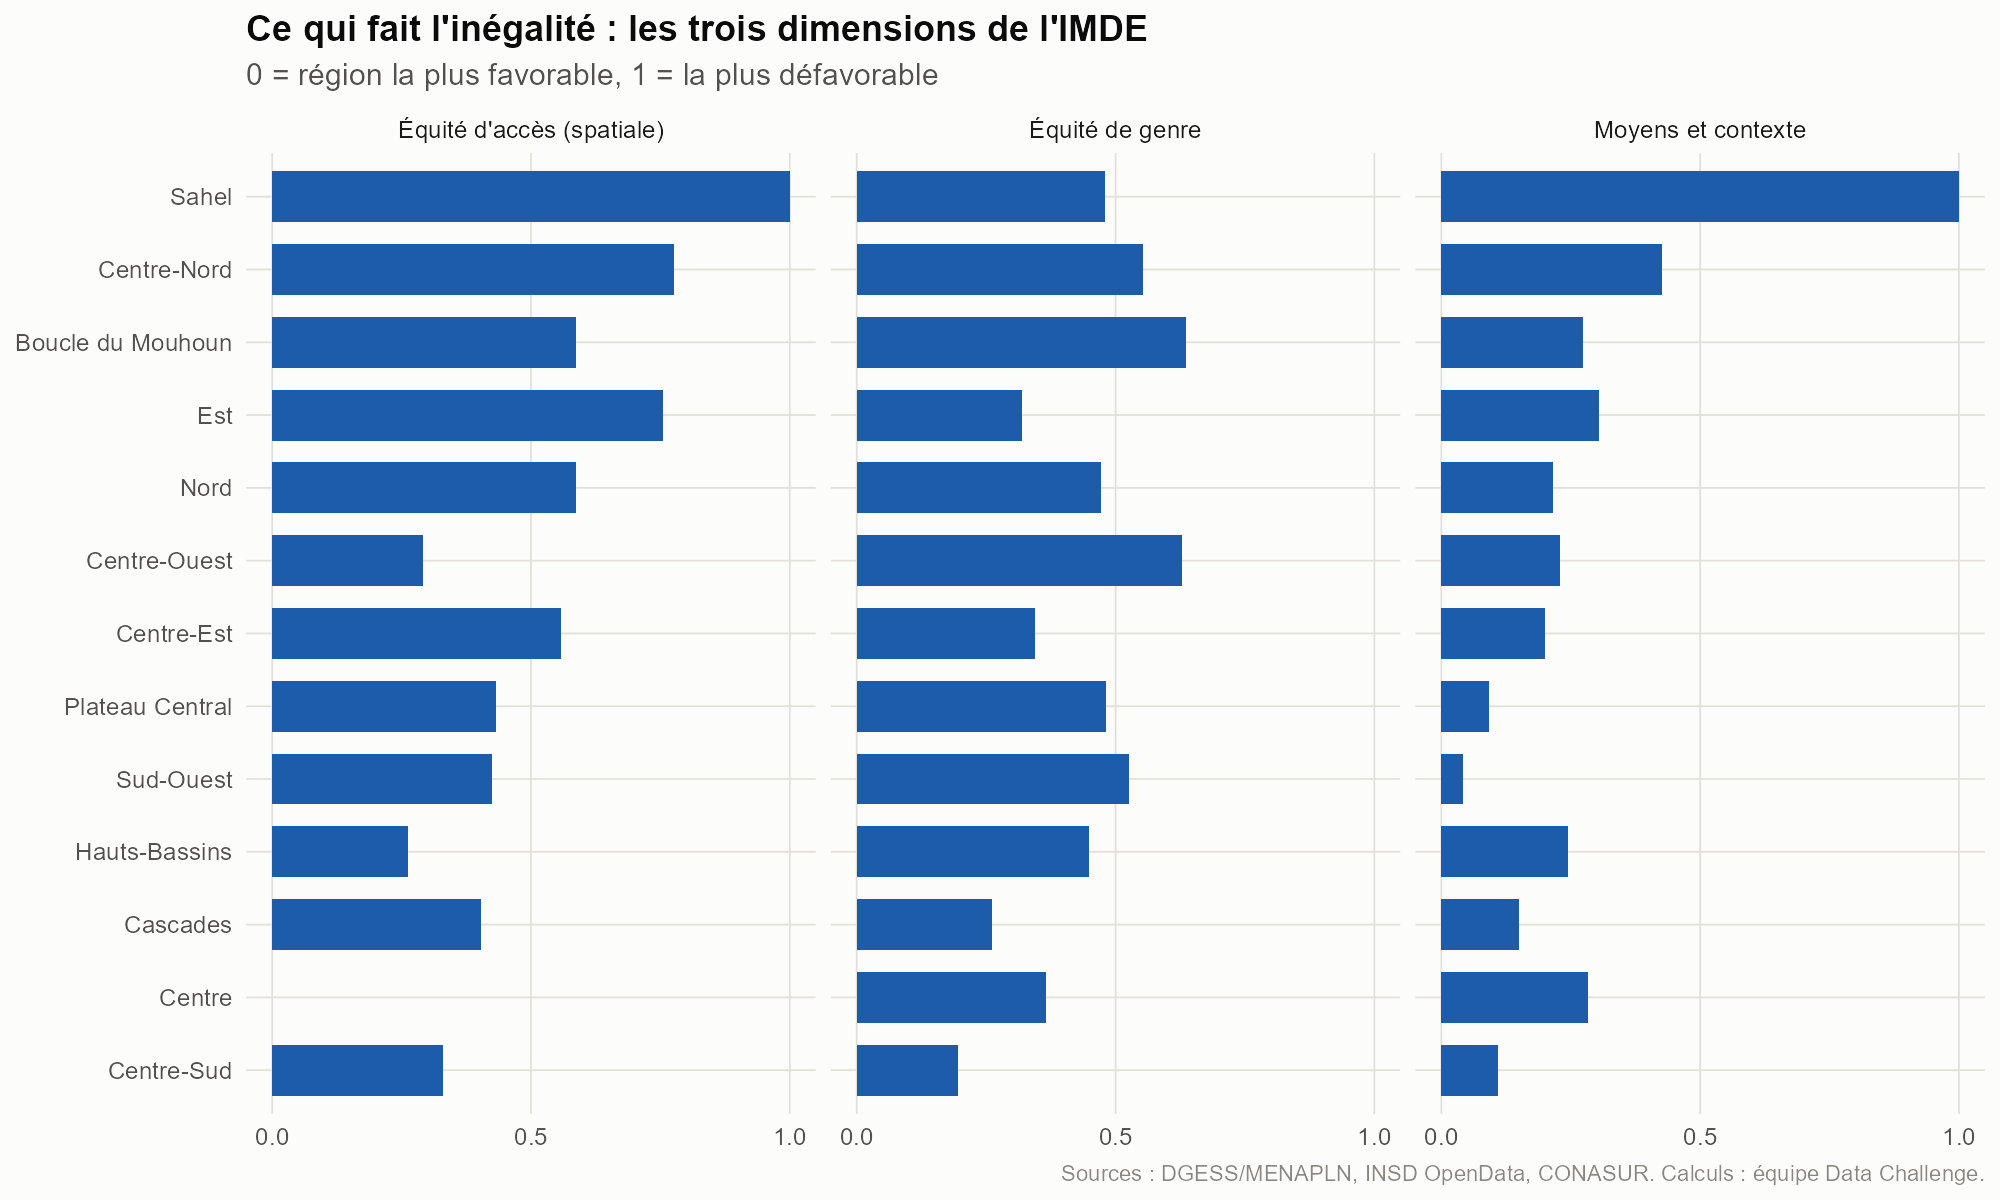 Ce qui fait l'inégalité : les trois dimensions de l'IMDE
0 = région la plus favorable, 1 = la plus défavorable
Équité d'accès (spatiale)
Équité de genre
Moyens et contexte
Sahel
Centre-Nord
Boucle du Mouhoun
Est
Nord
Centre-Ouest
Centre-Est
Plateau Central
Sud-Ouest
Hauts-Bassins
Cascades
Centre
Centre-Sud
0.0 0.5 1.0 0.0 0.5 1.0 0.0 0.5 1.0
Sources : DGESS/MENAPLN, INSD OpenData, CONASUR. Calculs : équipe Data Challenge.